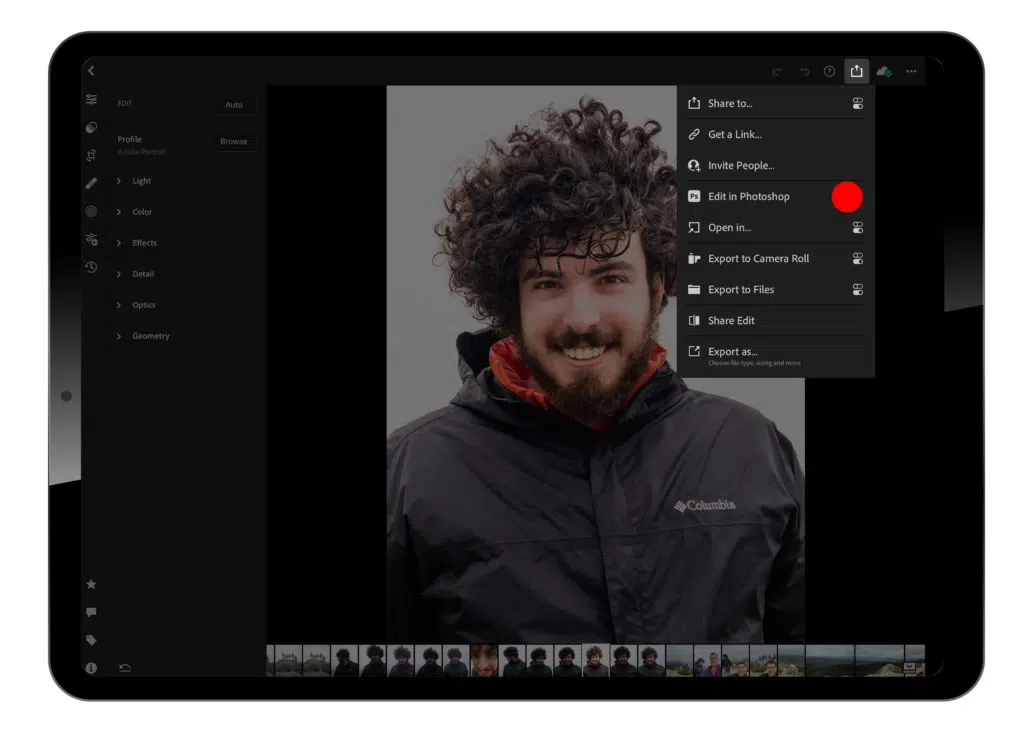 EDIT
Auto
Profile
Adobe Portrait
Browse
Light
Color
Effects
Detail
Optics
Geometry
Share to...
Get a Link...
Invite People...
Ps Edit in Photoshop
Open in...
Export to Camera Roll
Export to Files
Share Edit
Export as...
Choose file type, sizing and more
Columbia